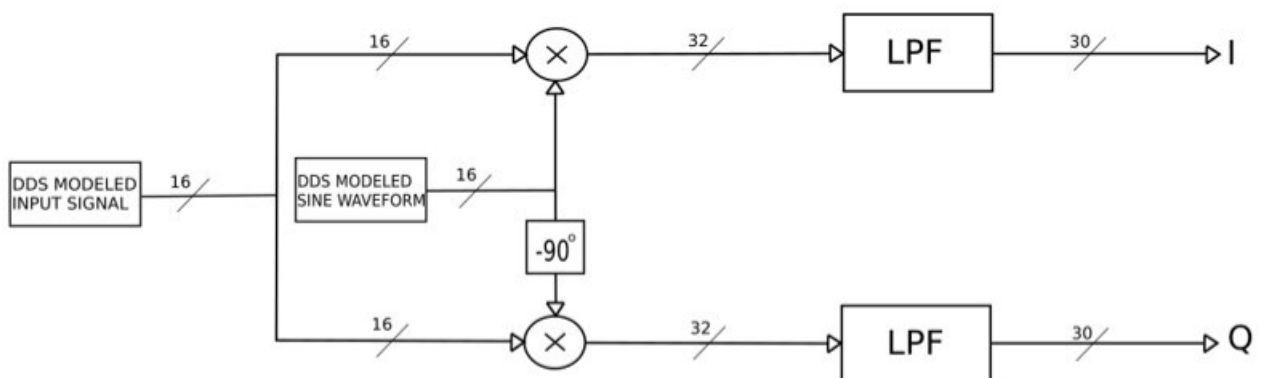 16
32
LPF
30
I
DDS MODELED
INPUT SIGNAL
16
DDS MODELED
SINE WAVEFORM
16
-90°
16
32
LPF
30
Q